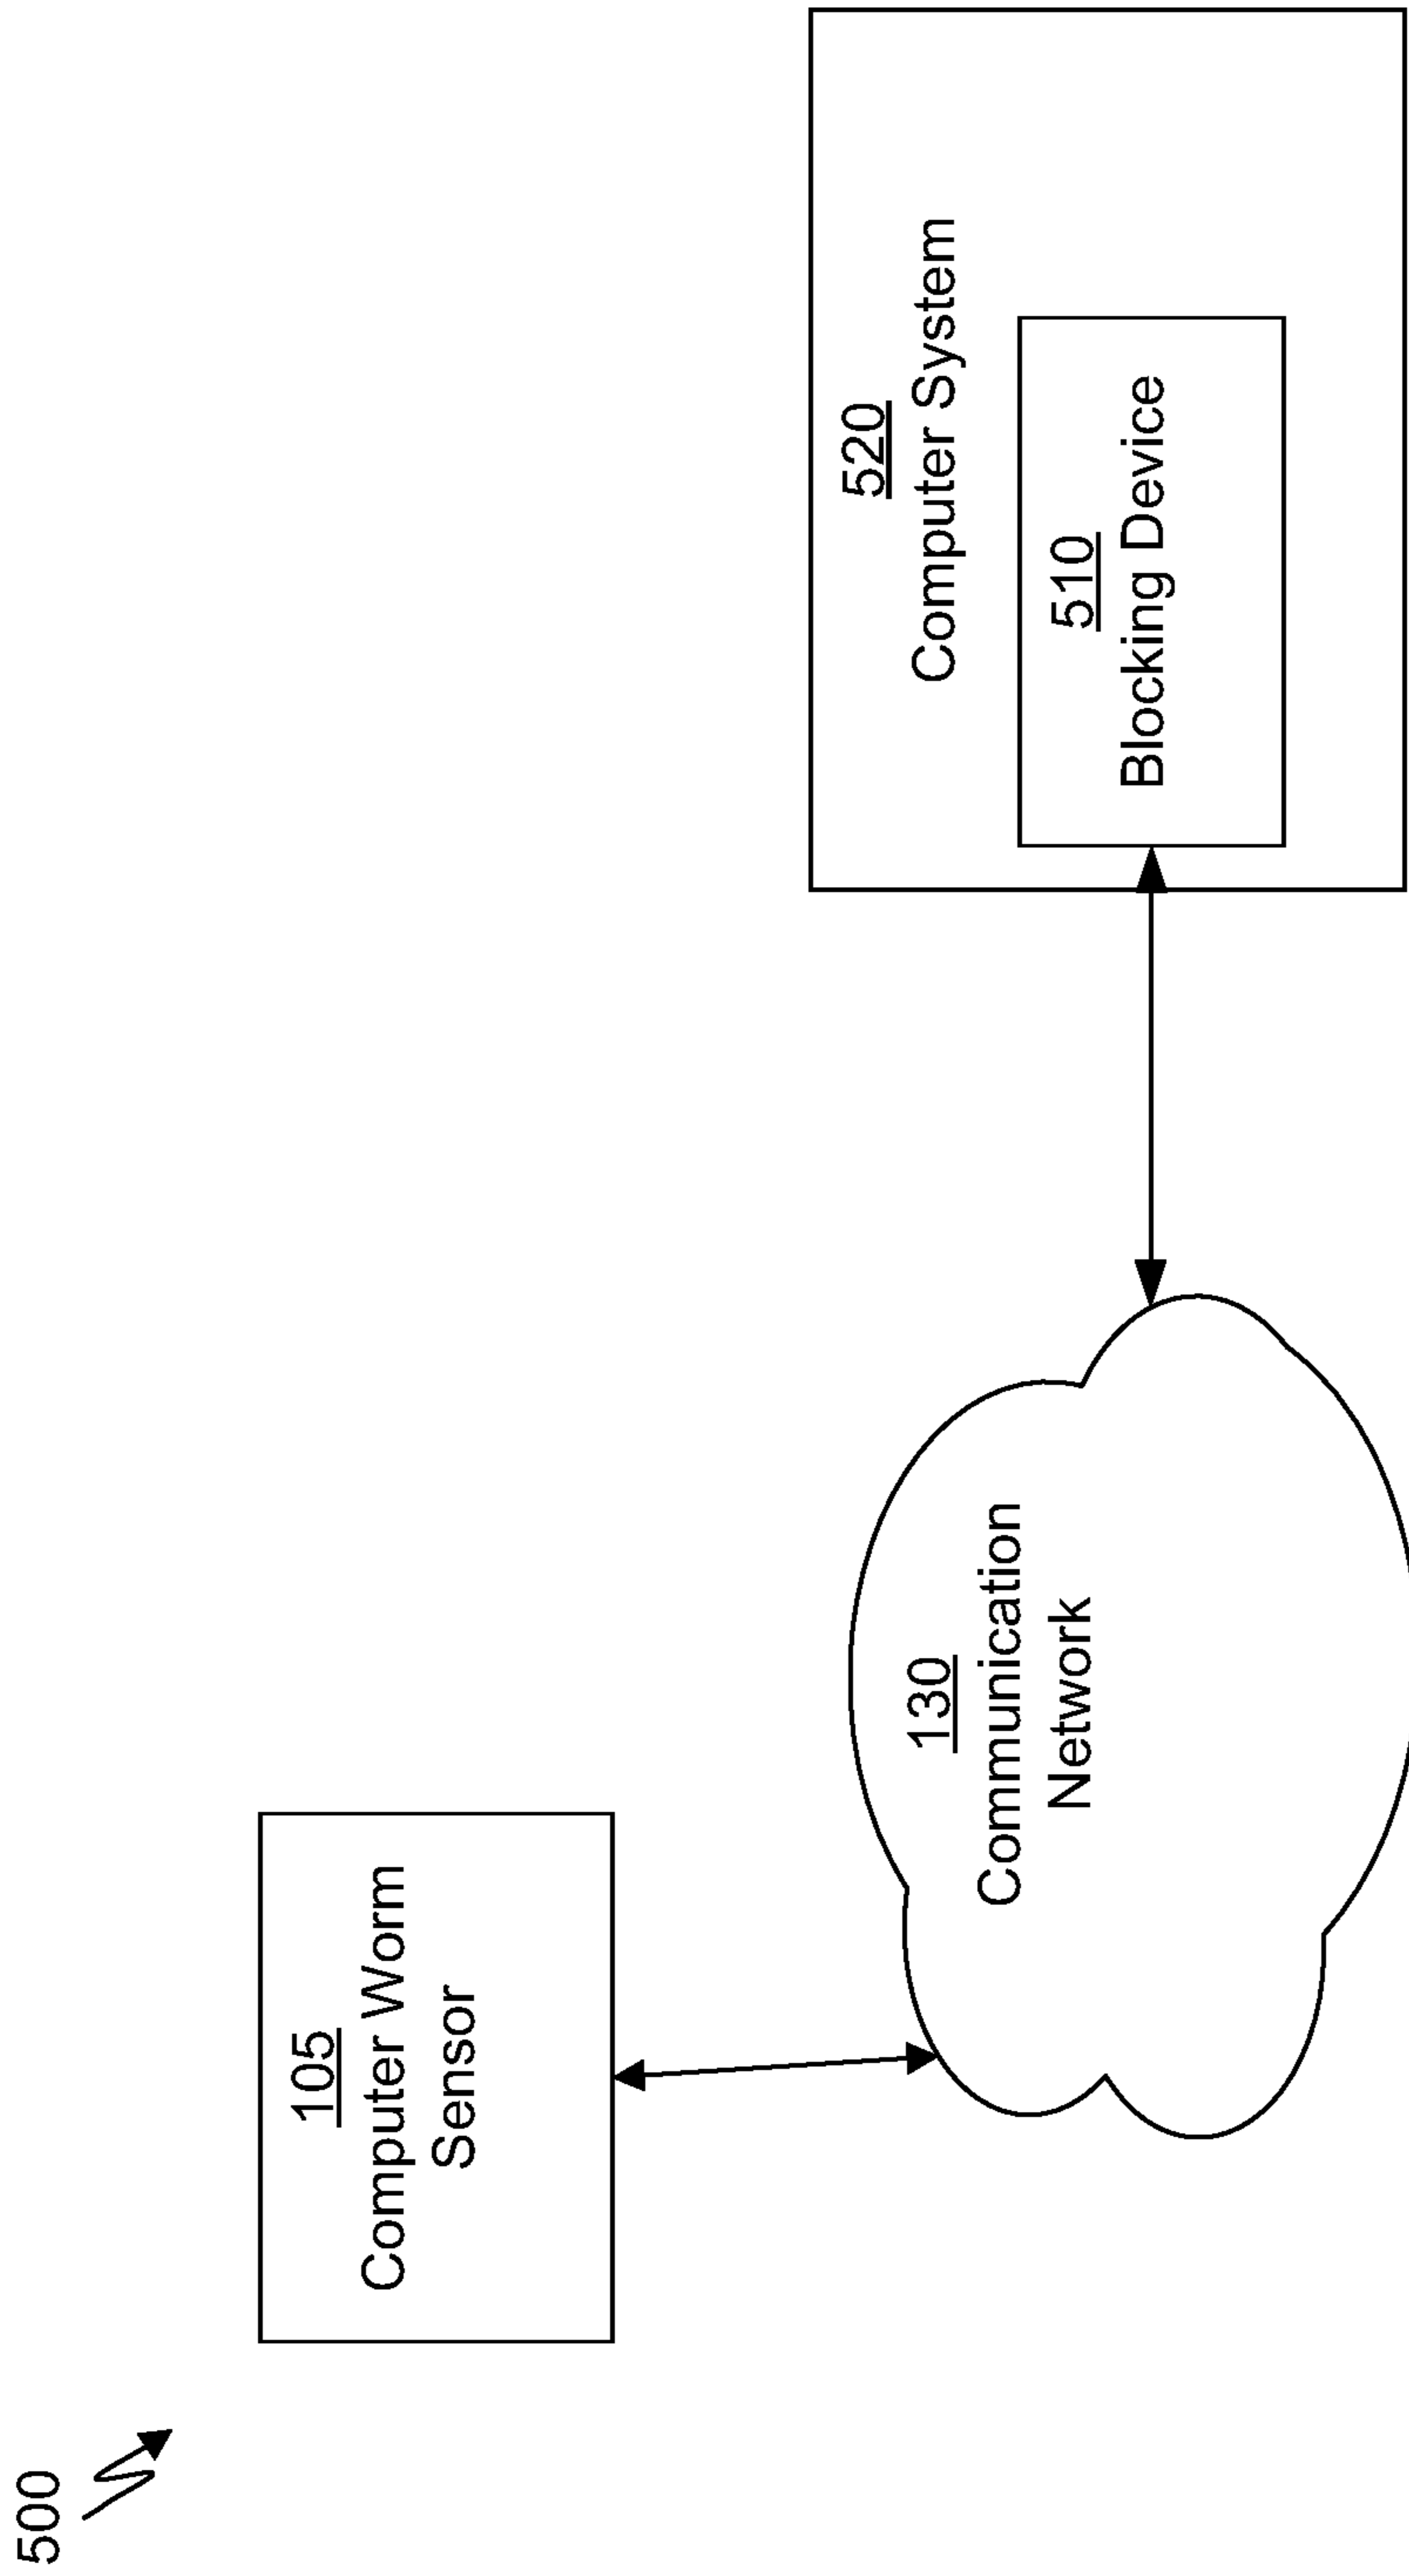 500
105
Computer Worm
Sensor
130
Communication
Network
520
Computer System
510
Blocking Device